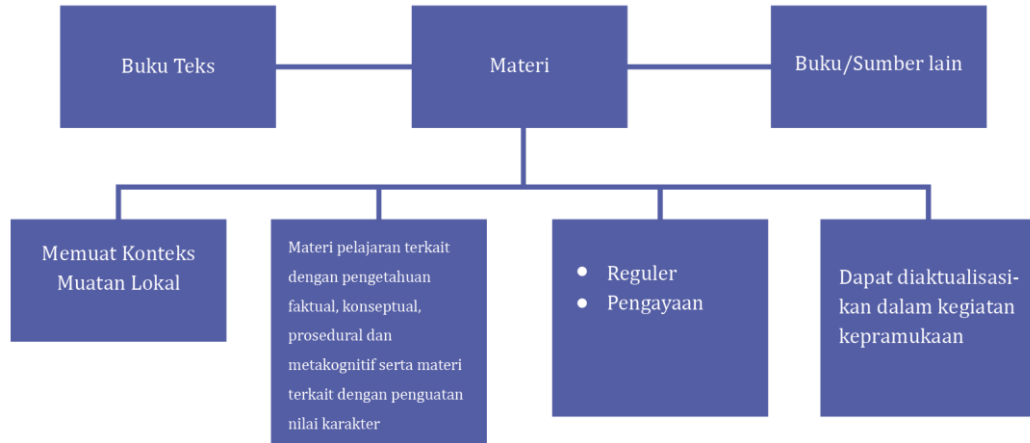 Buku Teks
Materi
Buku/Sumber lain
Memuat Konteks
Muatan Lokal
Materi pelajaran terkait
dengan pengetahuan
faktual, konseptual,
prosedural dan
metakognitif serta materi
terkait dengan penguatan
nilai karakter
• Reguler
• Pengayaan
Dapat diaktualisasi-
kan dalam kegiatan
kepramukaan